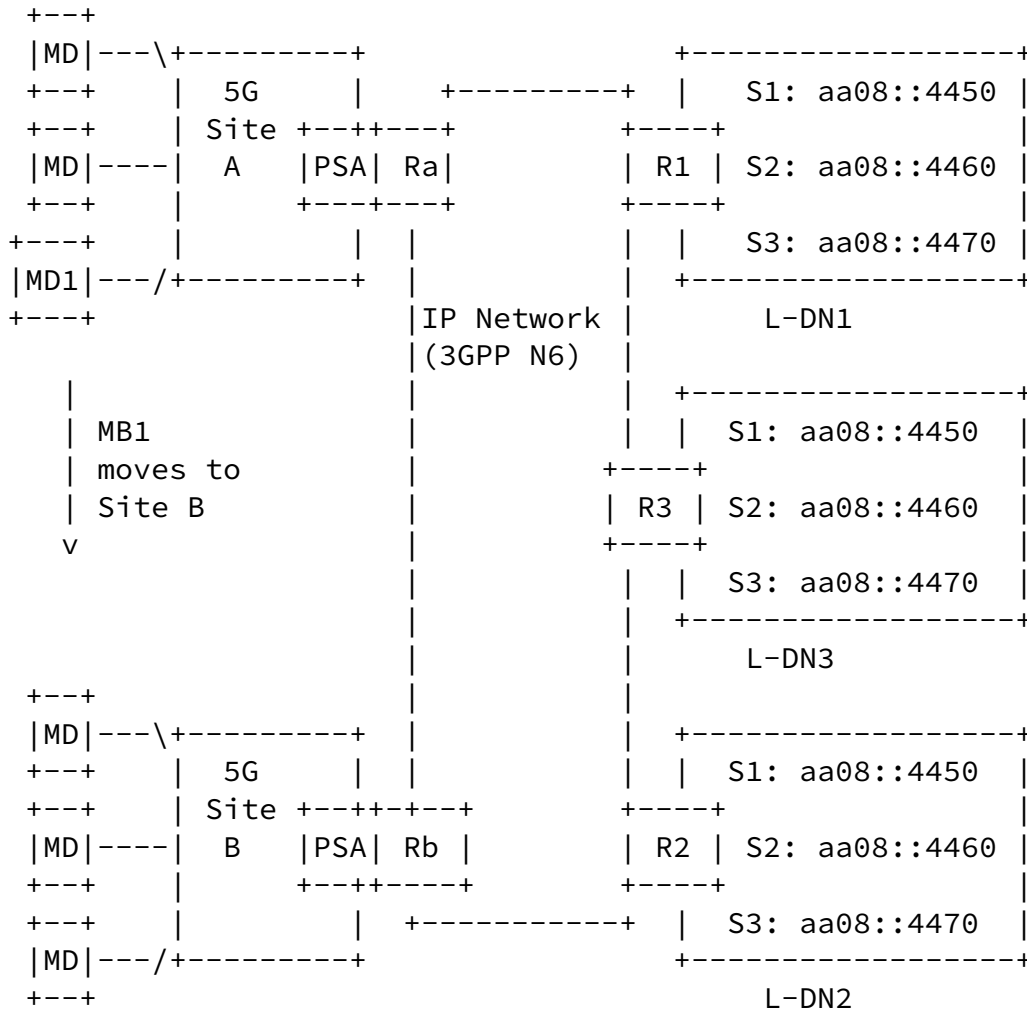 +--+
|MD|---\+---------+                 +------------------+
+--+    |  5G     |    +---------+  |   S1: aa08::4450 |
+--+    | Site +--++---+         +----+                |
|MD|----|  A   |PSA| Ra|         | R1 | S2: aa08::4460 |
+--+    |      +---+---+         +----+                |
+---+    |         | |           |  |   S3: aa08::4470 |
|MD1|---/+---------+ |           |  +------------------+
+---+                |IP Network |       L-DN1
|(3GPP N6)  |
|                  |           |  +------------------+
| MB1              |           |  |  S1: aa08::4450  |
| moves to         |          +----+                 |
| Site B           |          | R3 | S2: aa08::4460  |
v                  |          +----+                 |
|           |  |  S3: aa08::4470  |
|           |  +------------------+
|           |      L-DN3
+--+                 |           |
|MD|---\+---------+  |           |  +------------------+
+--+    |  5G     |  |           |  |  S1: aa08::4450  |
+--+    | Site +--++-+--+        +----+                |
|MD|----|  B   |PSA| Rb |        | R2 | S2: aa08::4460 |
+--+    |      +--++----+        +----+                |
+--+    |         |  +-----------+  |  S3: aa08::4470  |
|MD|---/+---------+                 +------------------+
+--+                                     L-DN2